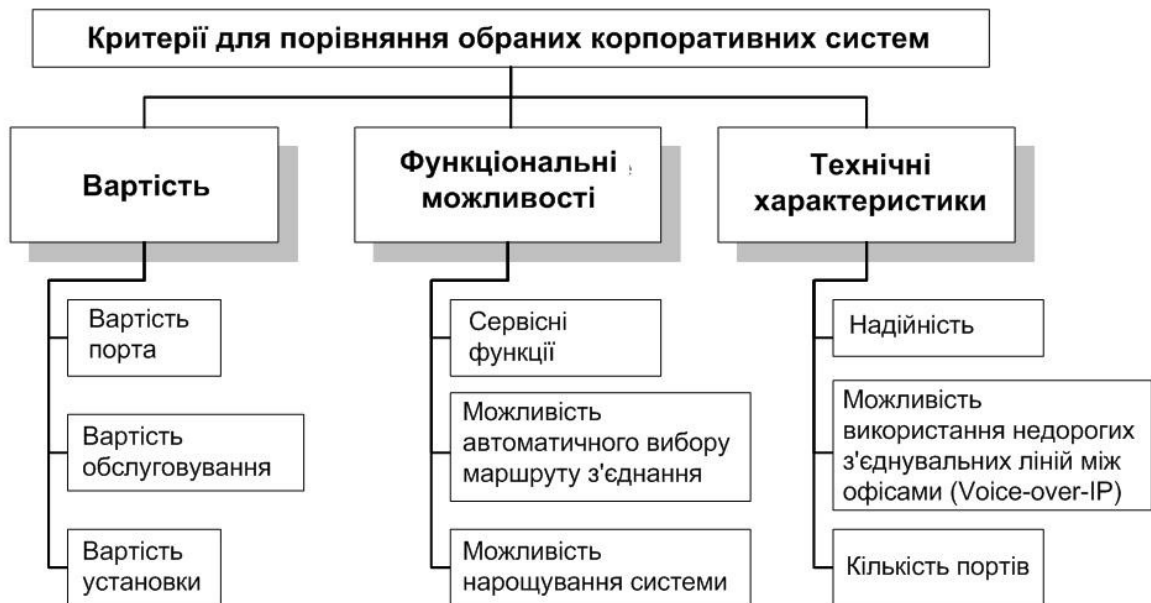 Критерії для порівняння обраних корпоративних систем
Вартість
Вартість
порта
Вартість
обслуговування
Вартість
установки
Функціональні
можливості
Сервісні
функції
Можливість
автоматичного вибору
маршруту з'єднання
Можливість
нарощування системи
Технічні
характеристики
Надійність
Можливість
використання недорогих
з'єднувальних ліній між
офісами (Voice-over-IP)
Кількість портів